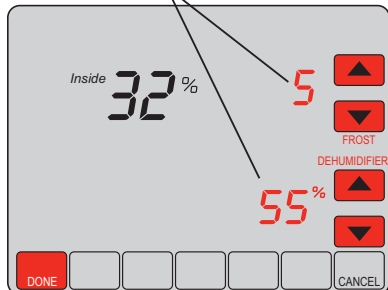 Inside 32% 5
FROST
DEHUMIDIFIER
55%
DONE CANCEL